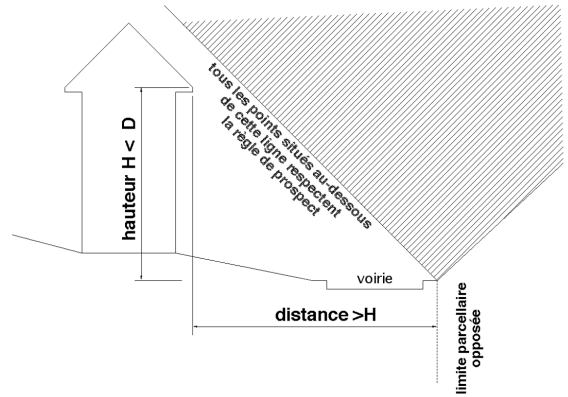 hauteur H < D
tous les points situés au-dessous
de cette ligne respectent
la règle de prospect
voirie
distance >H
limite parcellaire
opposée